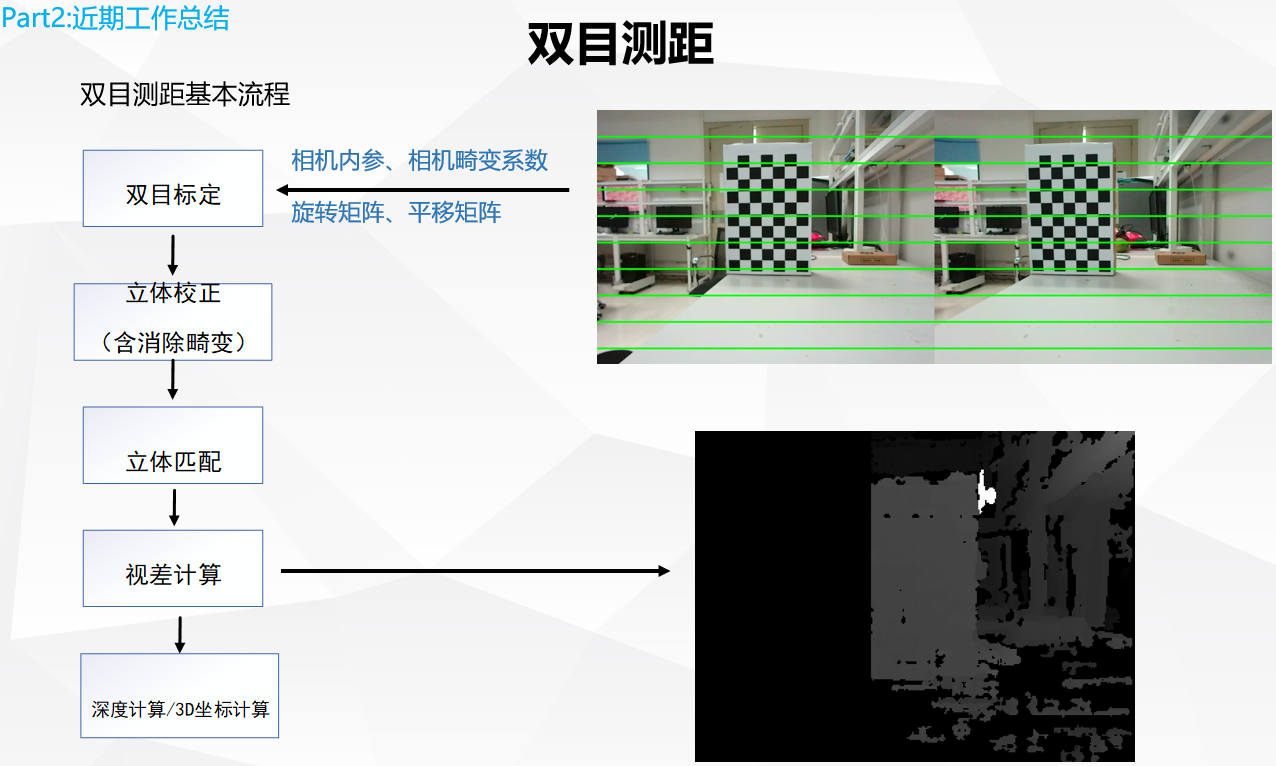 Part2:近期工作总结
双目测距
双目测距基本流程
双目标定
相机内参、相机畸变系数
旋转矩阵、平移矩阵
立体校正
（含消除畸变）
立体匹配
视差计算
深度计算/3D坐标计算